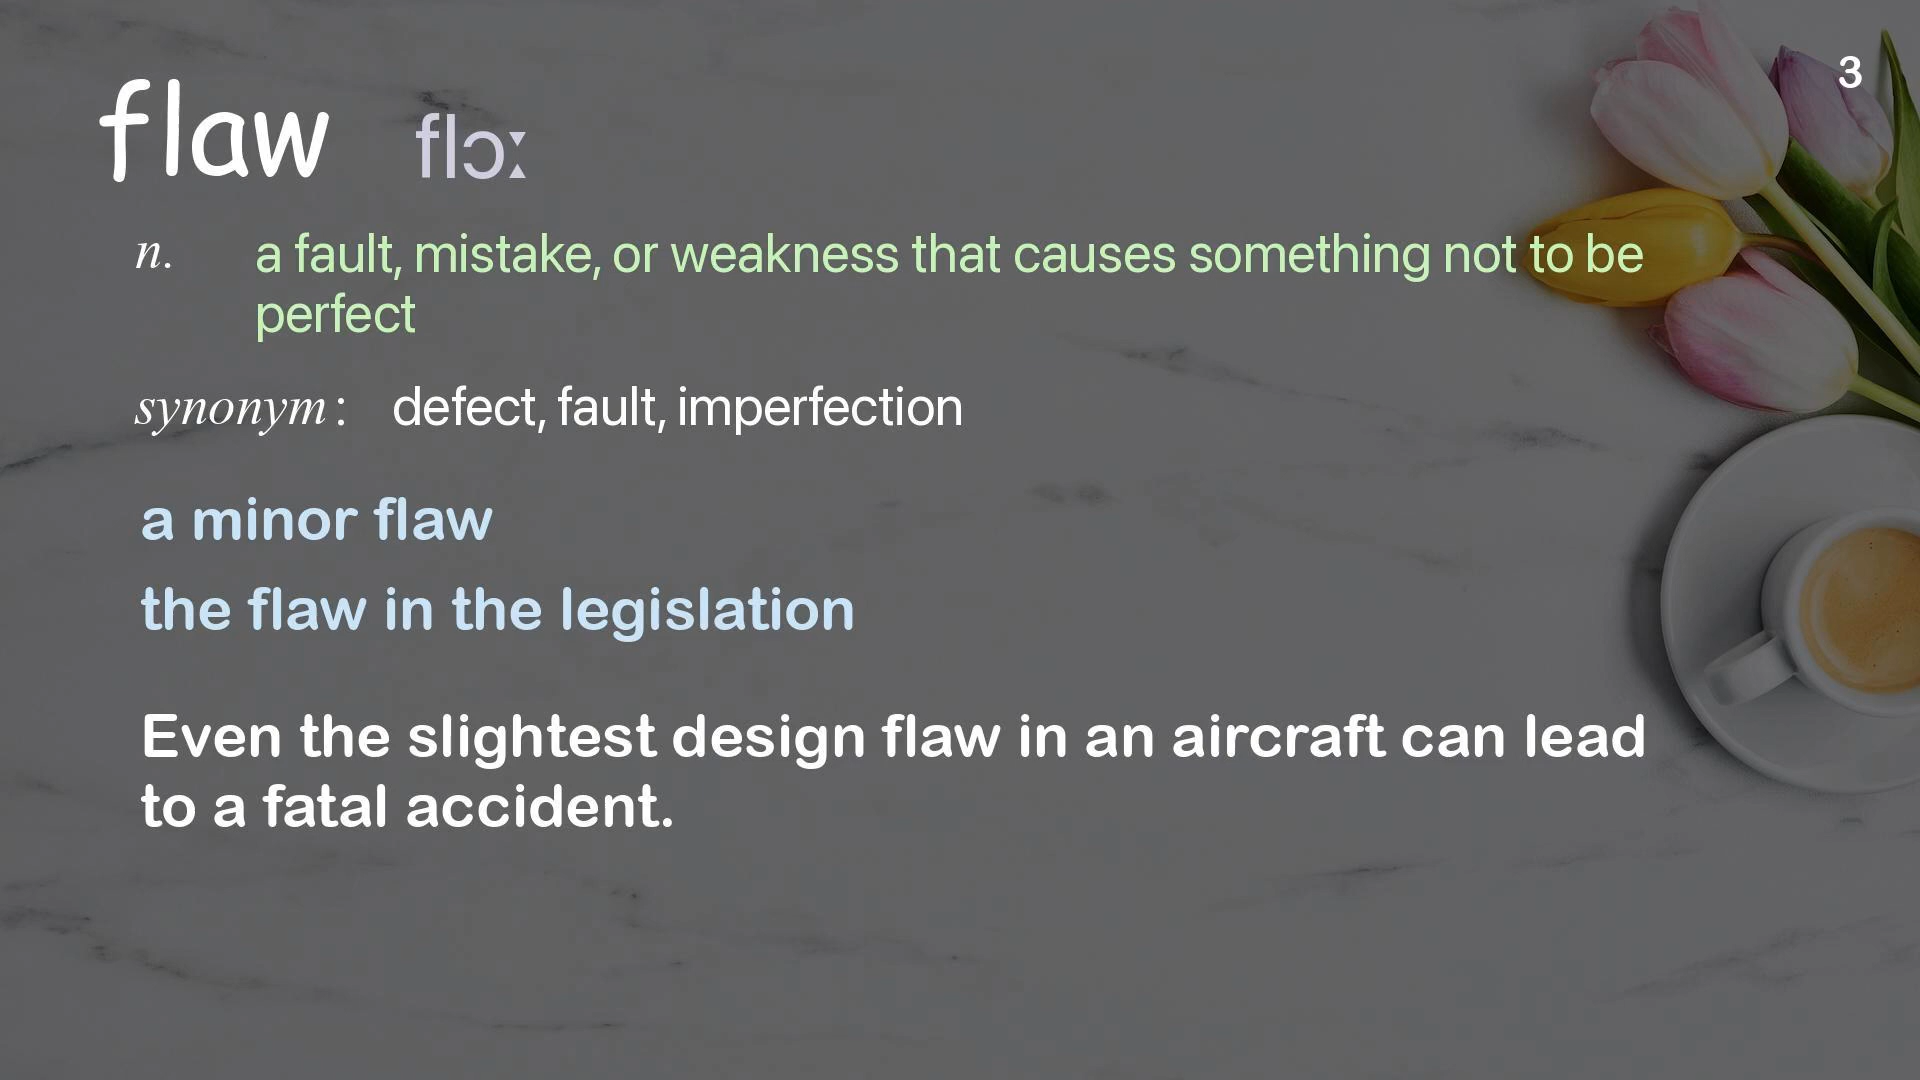 3
flaw flɔː
n. a fault, mistake, or weakness that causes something not to be
perfect
synonym: defect, fault, imperfection
a minor flaw
the flaw in the legislation
Even the slightest design flaw in an aircraft can lead
to a fatal accident.